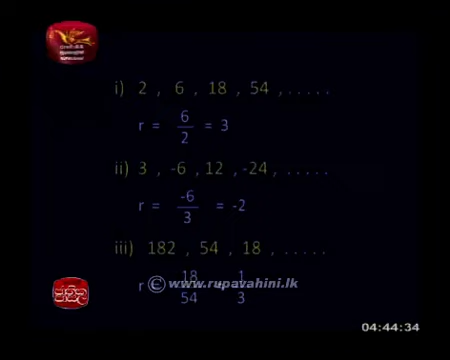 i) 2 , 6 , 18 , 54 , . . . . .
r = 6/2 = 3
ii) 3 , -6 , 12 , -24 , . . . . .
r = -6/3 = -2
iii) 182 , 54 , 18 , . . . . .
r = 18/54 = 1/3
© www.rupavahini.lk
04:44:34